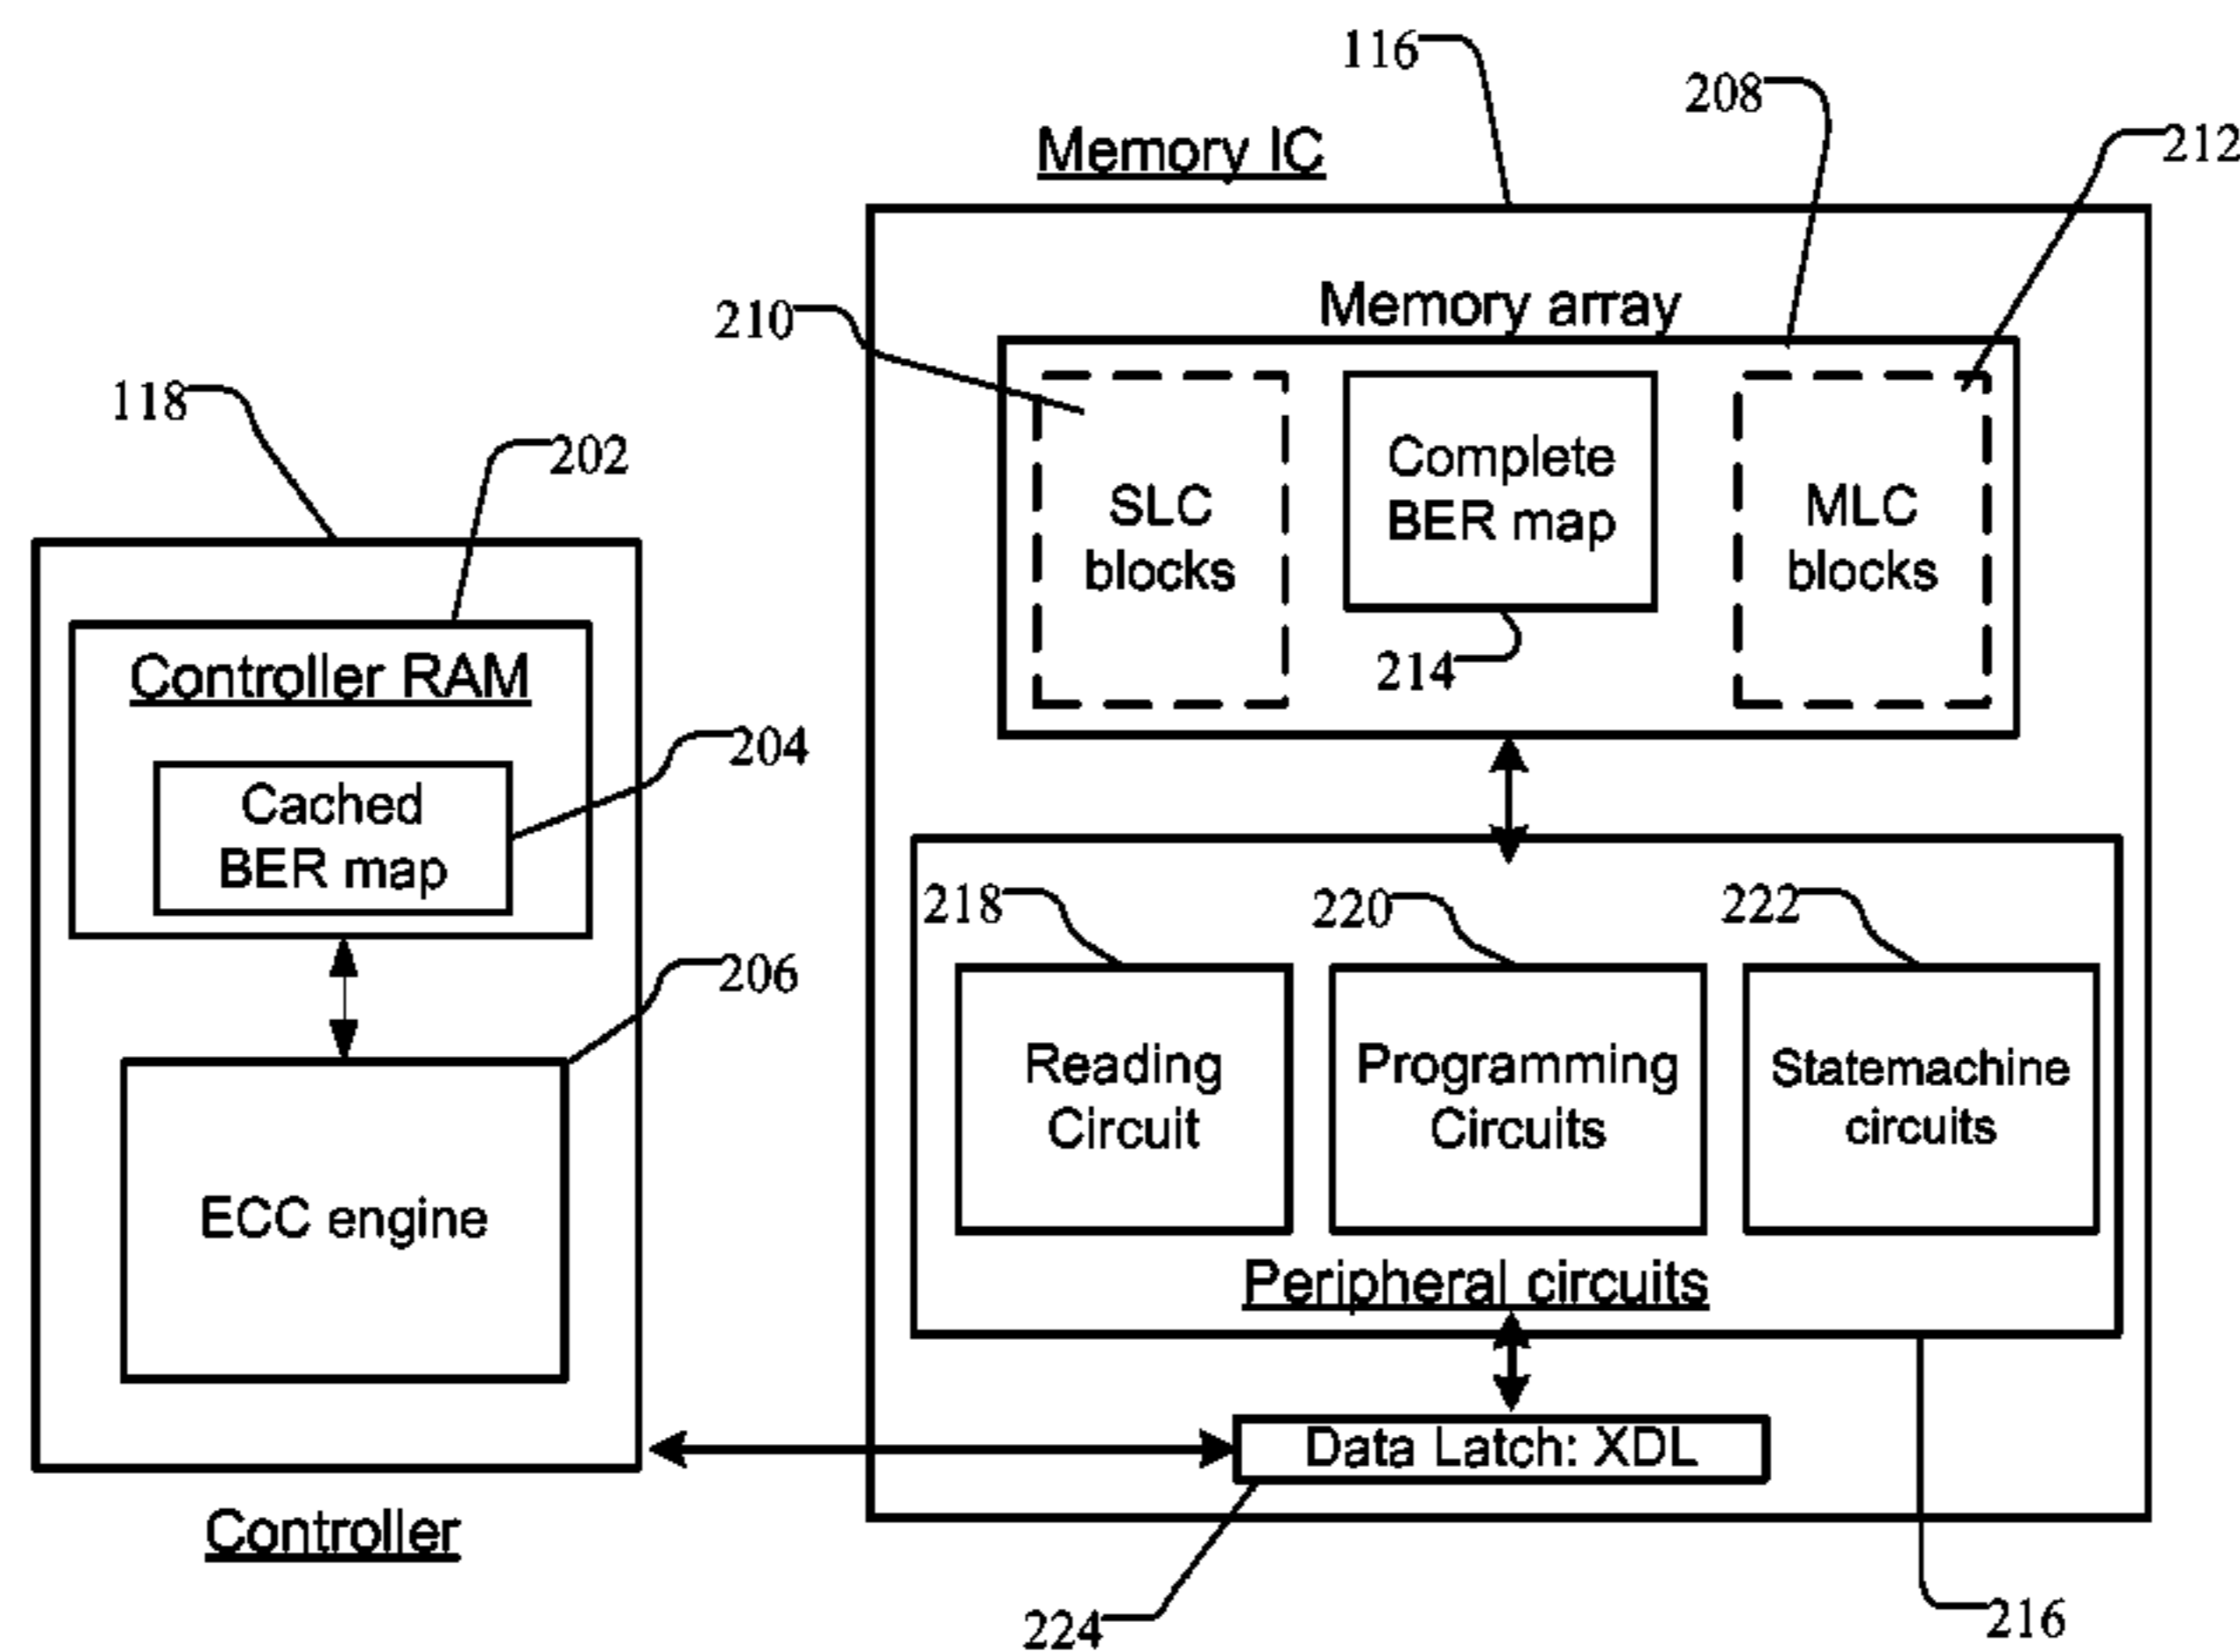 116
208
Memory IC
212
Memory array
210
118
202
SLC
blocks
Complete
BER map
MLC
blocks
214
Controller RAM
204
Cached
BER map
218
220
222
206
Reading
Circuit
Programming
Circuits
Statemachine
circuits
ECC engine
Peripheral circuits
Data Latch: XDL
Controller
224
216